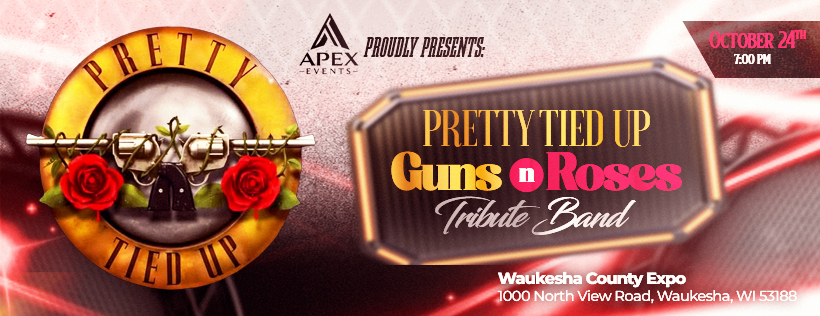 PRETTY
TIED UP
APEX
EVENTS
PROUDLY PRESENTS:
OCTOBER 24TH
7:00 PM
PRETTY TIED UP
Guns n Roses
Tribute Band
Waukesha County Expo
1000 North View Road, Waukesha, WI 53188